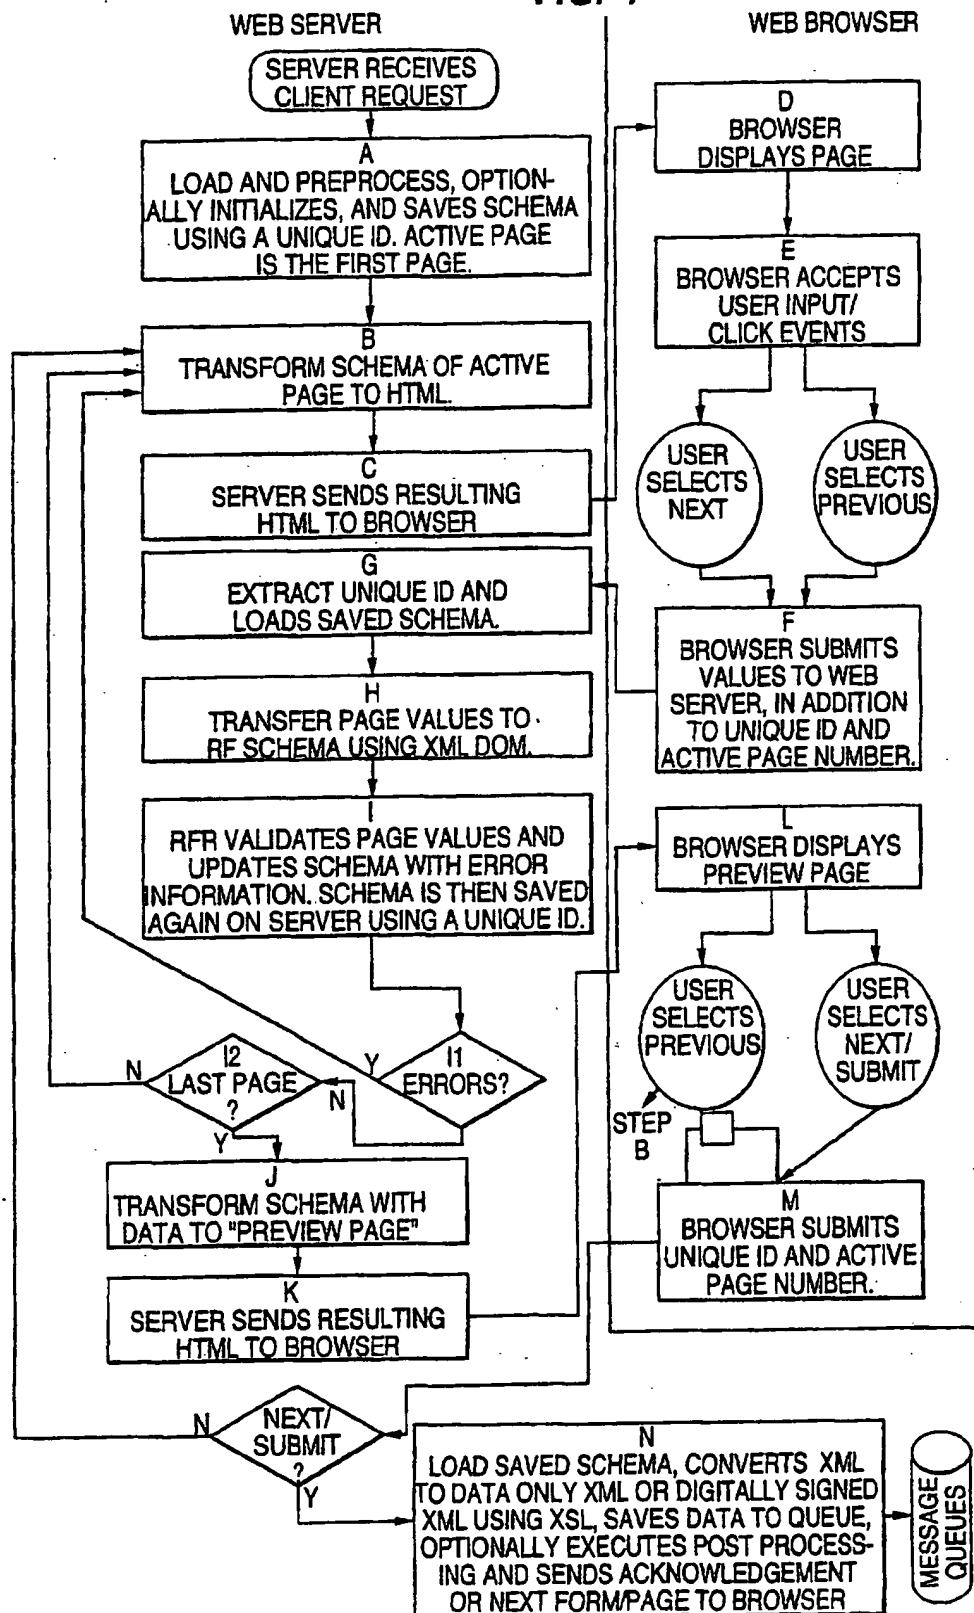 WEB SERVER
WEB BROWSER
SERVER RECEIVES
CLIENT REQUEST
A
LOAD AND PREPROCESS, OPTION-
ALLY INITIALIZES, AND SAVES SCHEMA
USING A UNIQUE ID. ACTIVE PAGE
IS THE FIRST PAGE.
B
TRANSFORM SCHEMA OF ACTIVE
PAGE TO HTML.
C
SERVER SENDS RESULTING
HTML TO BROWSER
D
BROWSER
DISPLAYS PAGE
E
BROWSER ACCEPTS
USER INPUT/
CLICK EVENTS
USER
SELECTS
NEXT
USER
SELECTS
PREVIOUS
F
BROWSER SUBMITS
VALUES TO WEB
SERVER, IN ADDITION
TO UNIQUE ID AND
ACTIVE PAGE NUMBER.
G
EXTRACT UNIQUE ID AND
LOADS SAVED SCHEMA.
H
TRANSFER PAGE VALUES TO
RF SCHEMA USING XML DOM.
I
RFR VALIDATES PAGE VALUES AND
UPDATES SCHEMA WITH ERROR
INFORMATION. SCHEMA IS THEN SAVED
AGAIN ON SERVER USING A UNIQUE ID.
I1
ERRORS?
Y
N
I2
LAST PAGE
?
N
Y
J
TRANSFORM SCHEMA WITH
DATA TO "PREVIEW PAGE"
K
SERVER SENDS RESULTING
HTML TO BROWSER
L
BROWSER DISPLAYS
PREVIEW PAGE
USER
SELECTS
PREVIOUS
USER
SELECTS
NEXT/
SUBMIT
STEP
B
M
BROWSER SUBMITS
UNIQUE ID AND ACTIVE
PAGE NUMBER.
NEXT/
SUBMIT
?
N
Y
N
LOAD SAVED SCHEMA, CONVERTS XML
TO DATA ONLY XML OR DIGITALLY SIGNED
XML USING XSL, SAVES DATA TO QUEUE,
OPTIONALLY EXECUTES POST PROCESS-
ING AND SENDS ACKNOWLEDGEMENT
OR NEXT FORM/PAGE TO BROWSER
MESSAGE
QUEUES